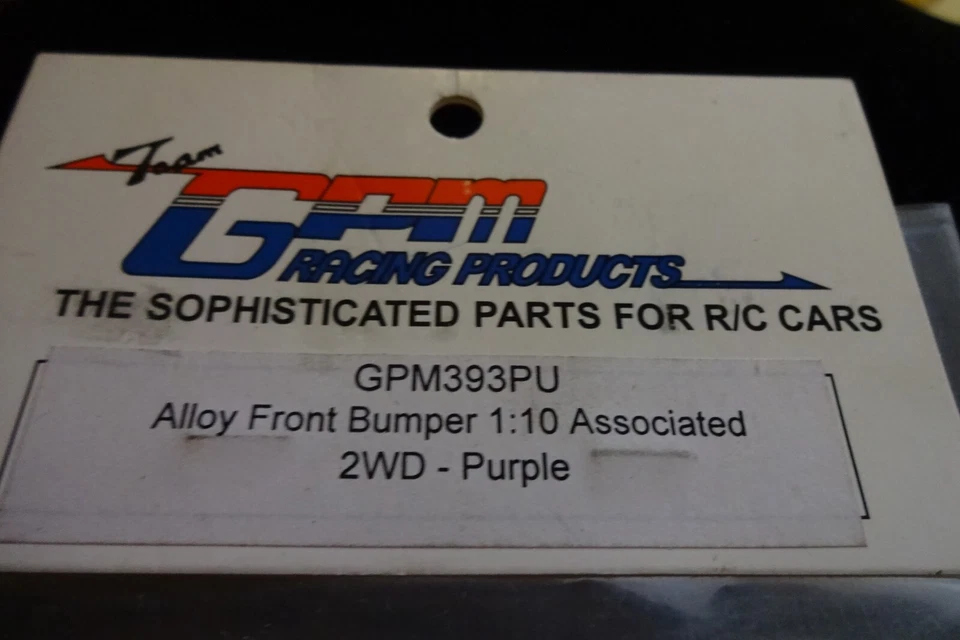 Team
GPM
RACING PRODUCTS
THE SOPHISTICATED PARTS FOR R/C CARS
GPM393PU
Alloy Front Bumper 1:10 Associated
2WD - Purple